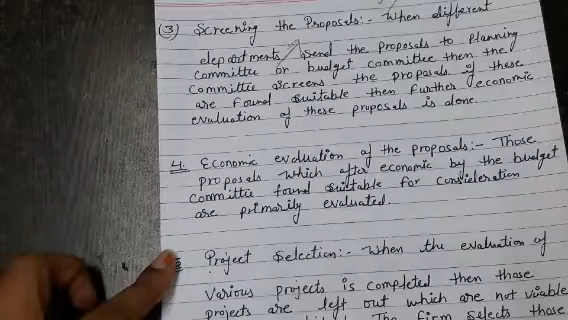 (3) Screening the Proposals:- When different
departments send the Proposals to Planning
Committee or budget committee then the
Committee screens the proposals. if these
are found suitable then further economic
evaluation of these proposals is done
4. Economic evaluation of the proposals:- Those
proposals which after economic by the budget
Committee found suitable for consideration
are primarily evaluated.
Project Selection:- When the evaluation of
Various projects is completed then those
projects are left out which are not viable
The firm selects those